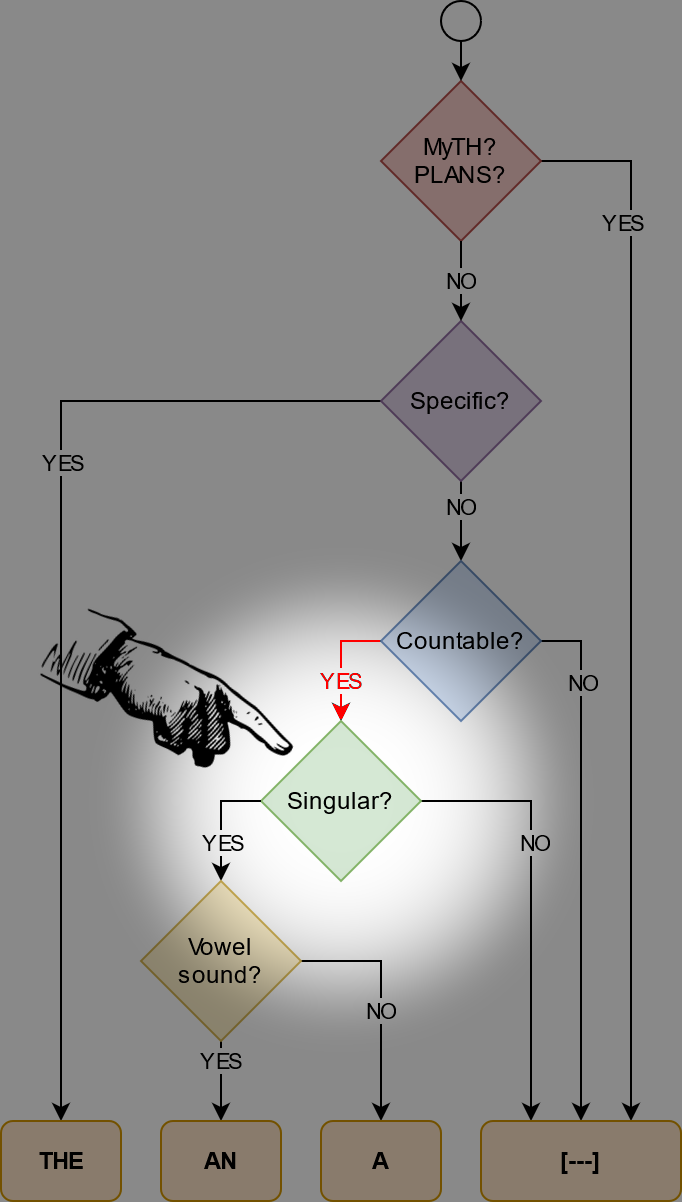 MyTH?
PLANS?
YES
NO
Specific?
YES
NO
Countable?
YES
NO
Singular?
YES
NO
Vowel
sound?
NO
YES
THE
AN
A
[---]